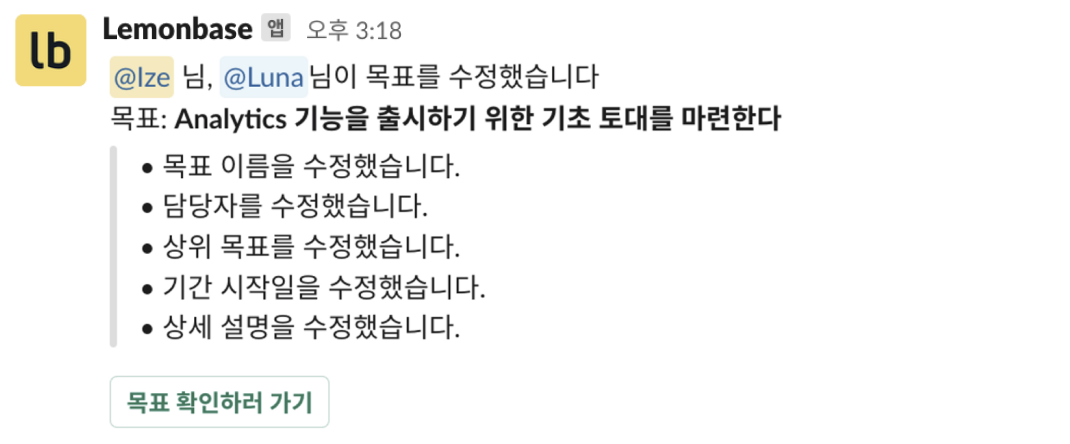 lb
Lemonbase 앱 오후 3:18
@Ize 님, @Luna님이 목표를 수정했습니다
목표: Analytics 기능을 출시하기 위한 기초 토대를 마련한다
• 목표 이름을 수정했습니다.
• 담당자를 수정했습니다.
• 상위 목표를 수정했습니다.
• 기간 시작일을 수정했습니다.
• 상세 설명을 수정했습니다.
목표 확인하러 가기